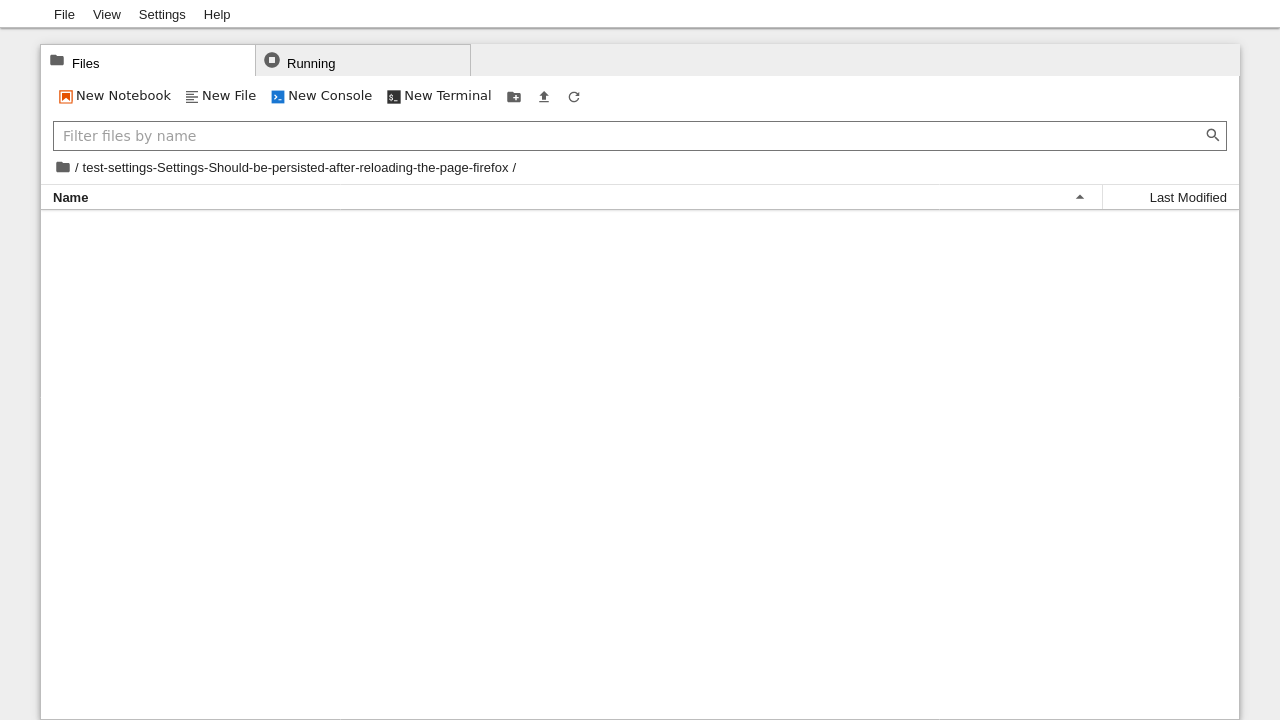 File View Settings Help
Files Running
New Notebook New File New Console New Terminal
Filter files by name
/ test-settings-Settings-Should-be-persisted-after-reloading-the-page-firefox /
Name Last Modified